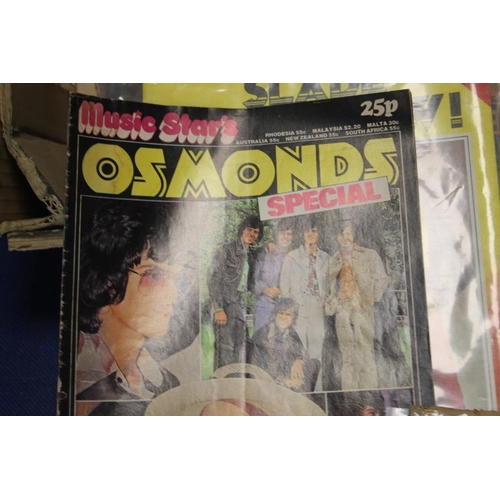 SLADE
Music Star's
25p
RHODESIA 55c MALAYSIA $2.20 MALTA 30c
AUSTRALIA 55c NEW ZEALAND 55c SOUTH AFRICA 55c
OSMONDS
SPECIAL